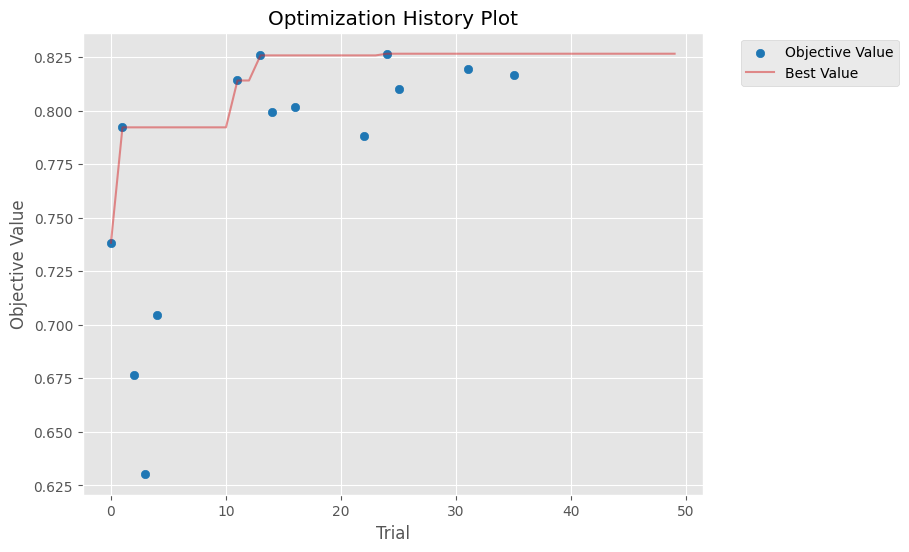 Optimization History Plot
Objective Value
Best Value
Objective Value
0.825
0.800
0.775
0.750
0.725
0.700
0.675
0.650
0.625
0 10 20 30 40 50
Trial